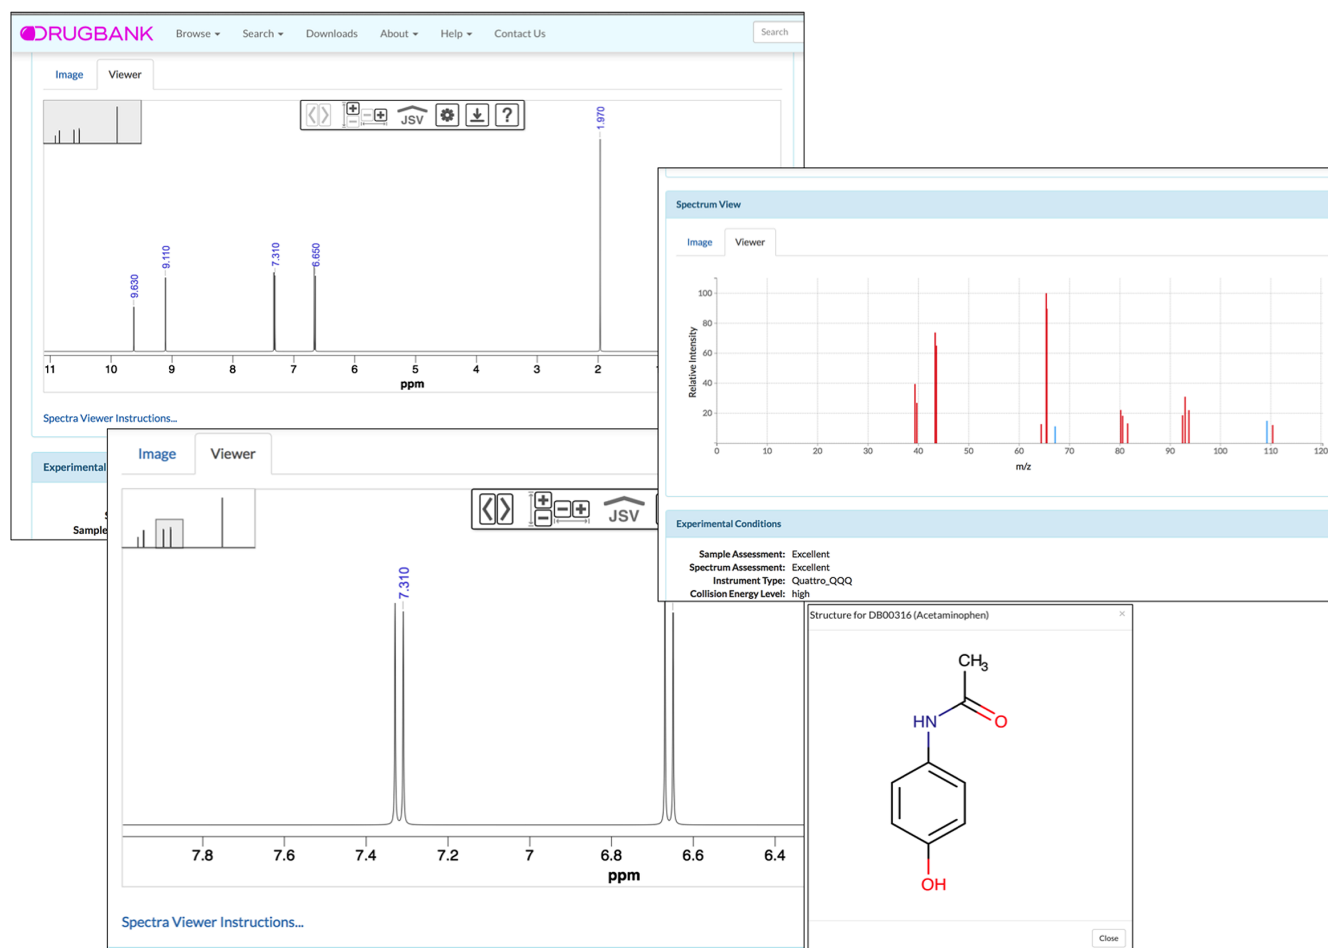 DRUGBANK Browse Search Downloads About Help Contact Us Search
Image Viewer
JSV ?
1.970
9.630
9.110
7.310
6.650
11 10 9 8 7 6 5 4 3 2
ppm
Spectra Viewer Instructions...
Experimental
Sample
Spectrum View
Image Viewer
100
80
60
40
20
Relative Intensity
0 10 20 30 40 50 60 70 80 90 100 110 120
m/z
Experimental Conditions
Sample Assessment: Excellent
Spectrum Assessment: Excellent
Instrument Type: Quattro_QQQ
Collision Energy Level: high
Image Viewer
JSV
7.310
7.8 7.6 7.4 7.2 7 6.8 6.6 6.4
ppm
Spectra Viewer Instructions...
Structure for DB00316 (Acetaminophen) ×
CH3
HN
O
OH
Close